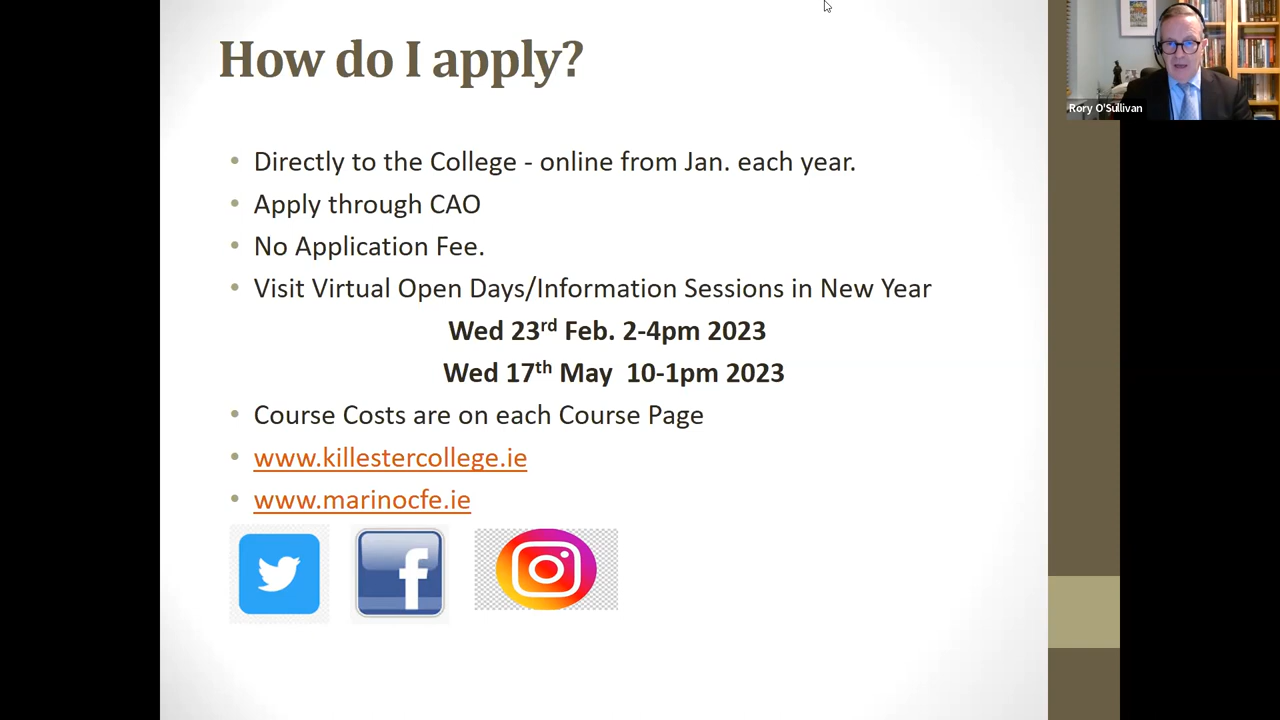 How do I apply?
Rory O'Sullivan
• Directly to the College - online from Jan. each year.
• Apply through CAO
• No Application Fee.
• Visit Virtual Open Days/Information Sessions in New Year
Wed 23rd Feb. 2-4pm 2023
Wed 17th May 10-1pm 2023
• Course Costs are on each Course Page
• www.killestercollege.ie
• www.marinocfe.ie